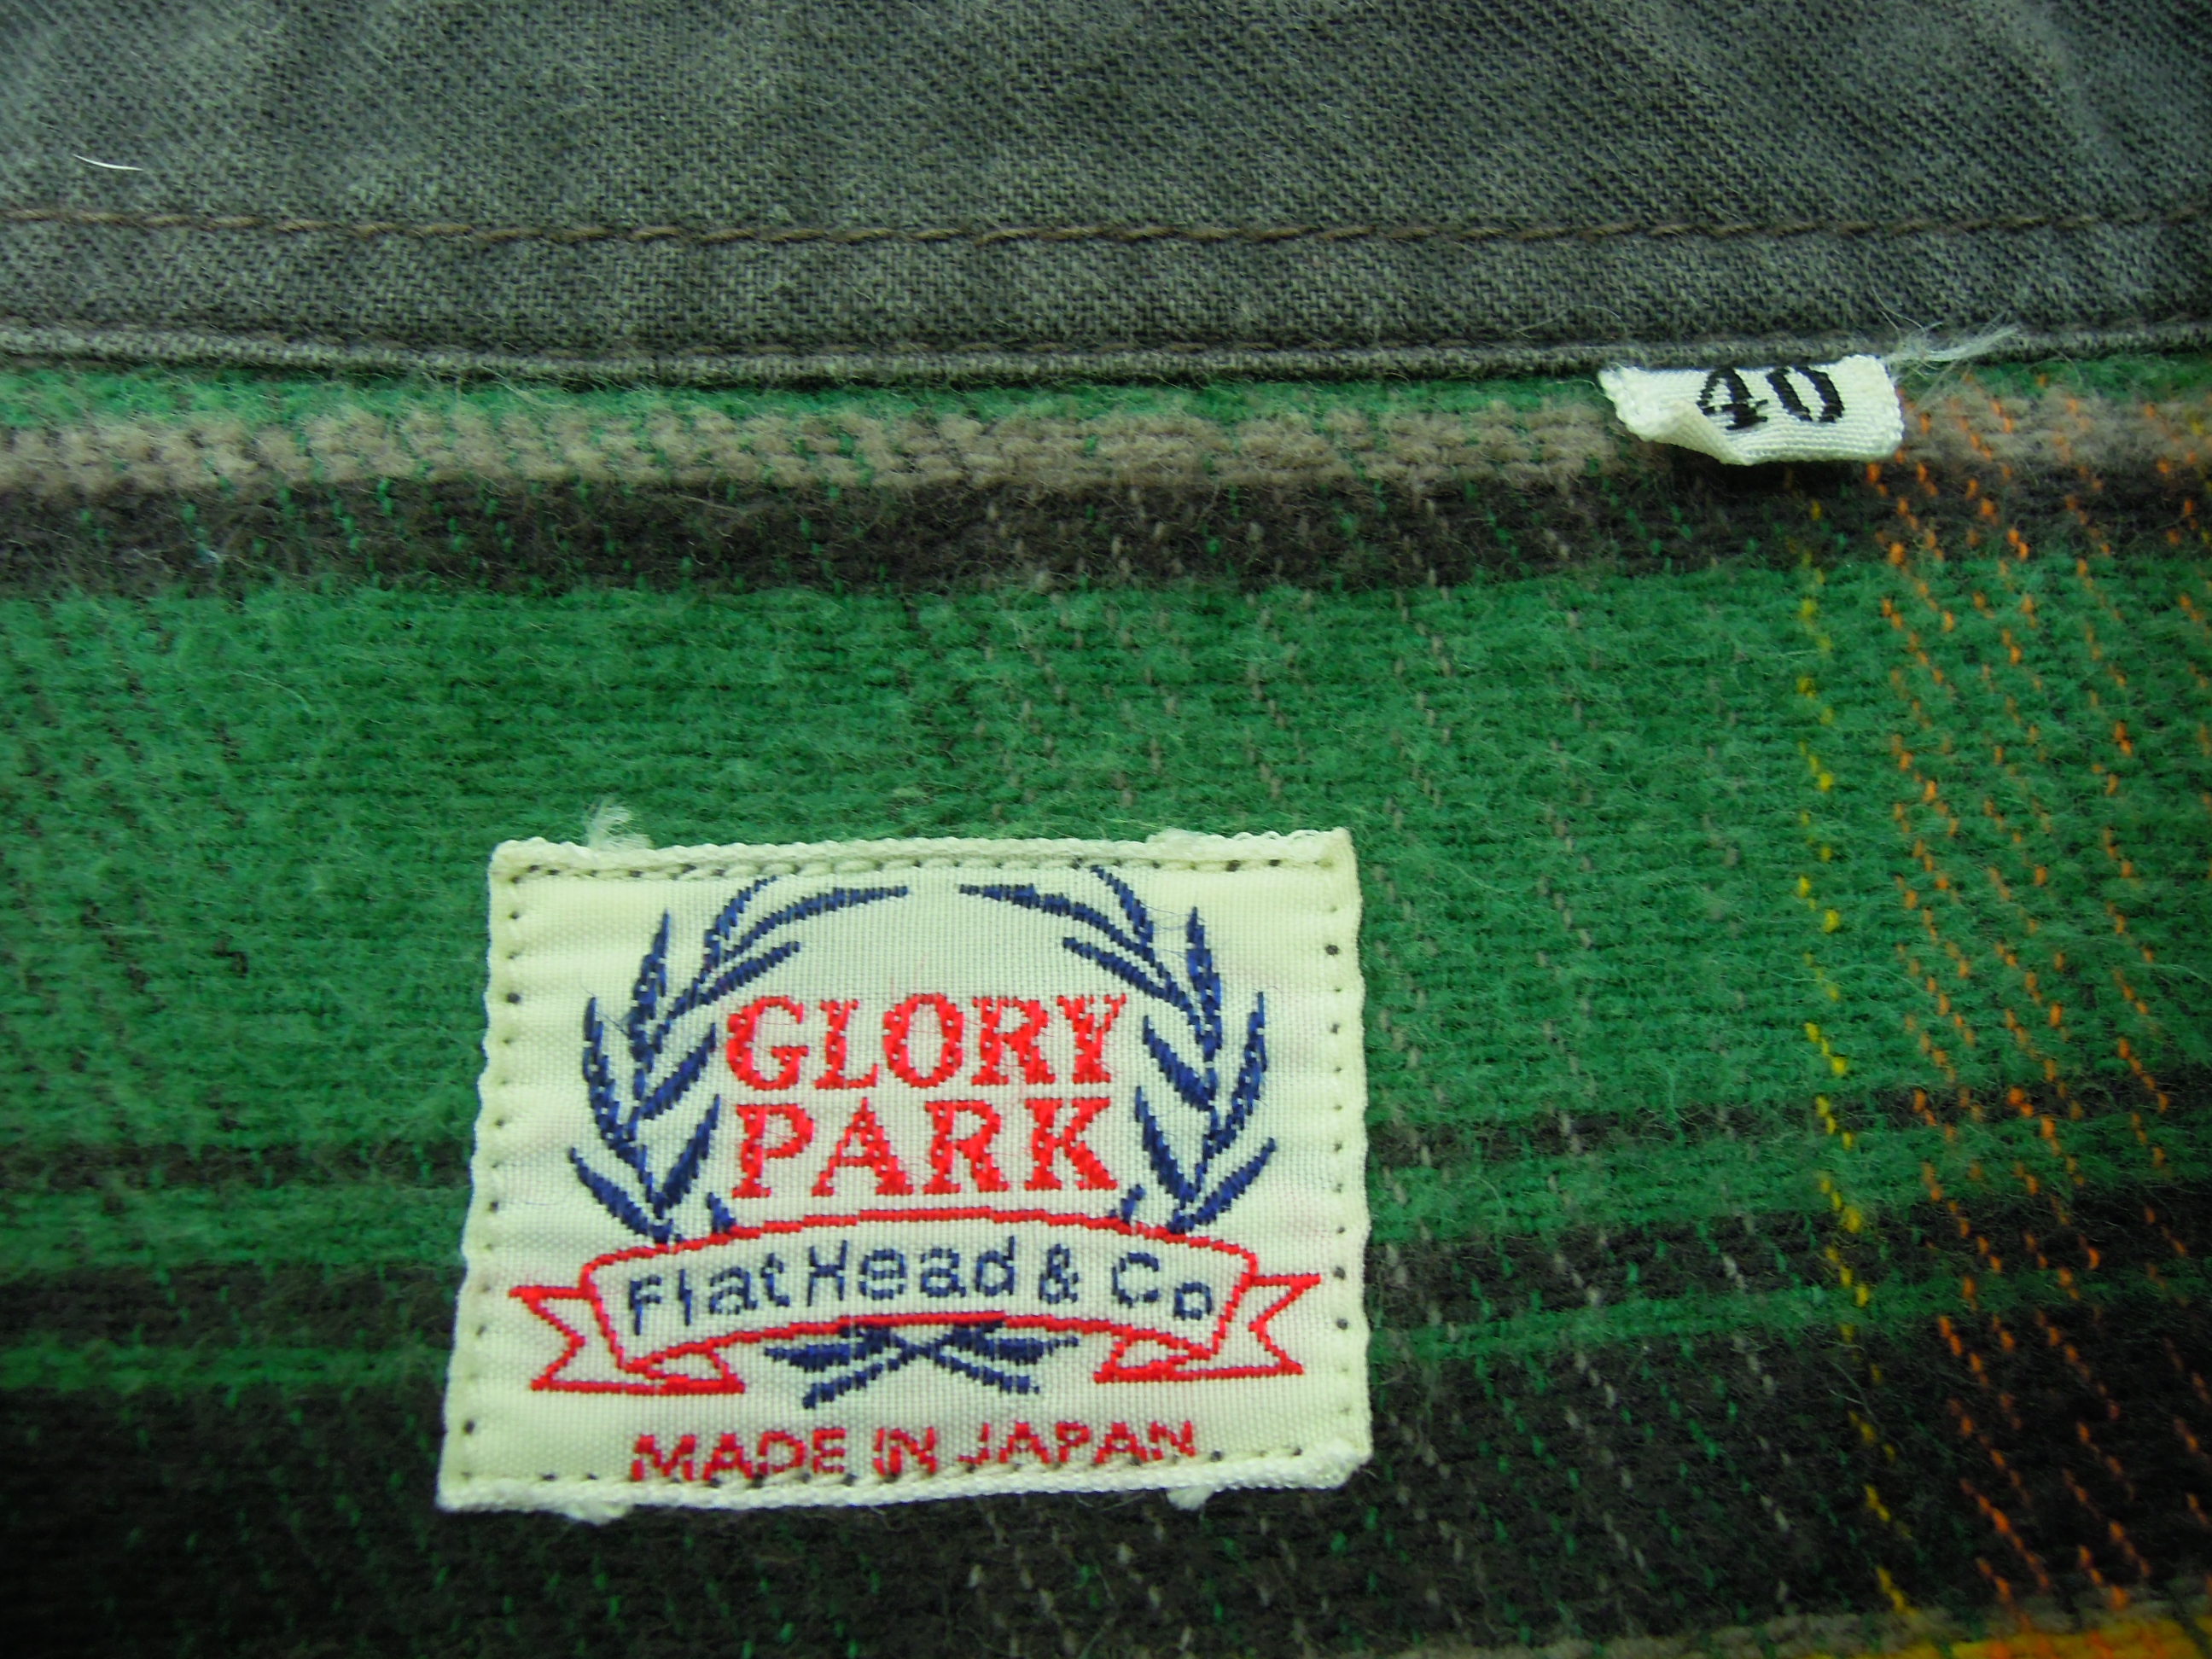 40
GLORY
PARK
FlatHead & Co
MADE IN JAPAN